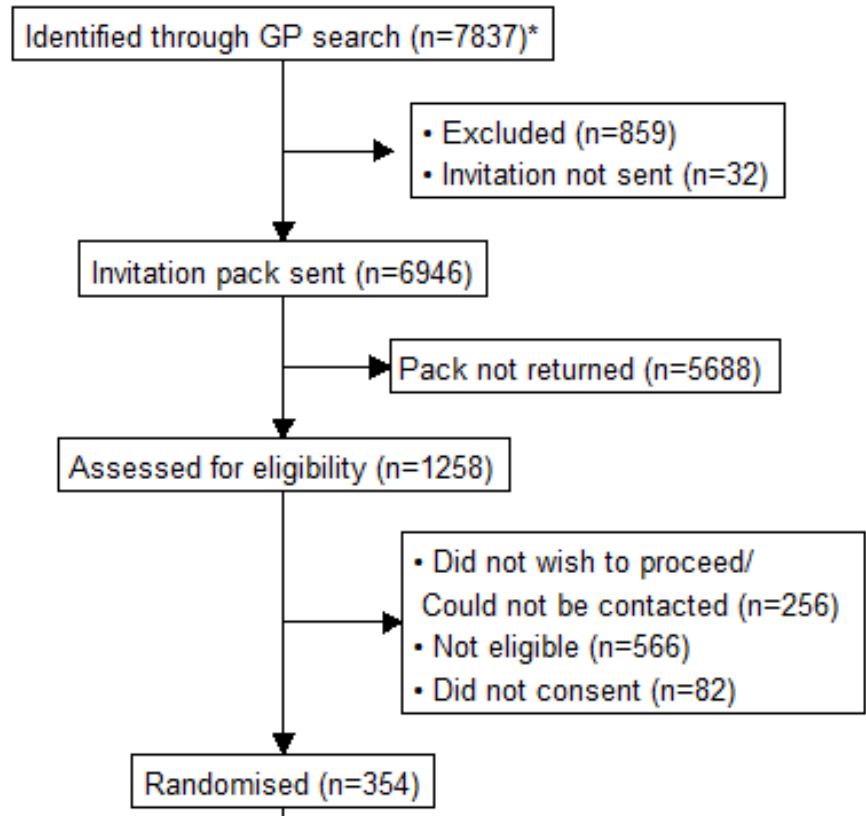 Identified through GP search (n=7837)*
• Excluded (n=859)
• Invitation not sent (n=32)
Invitation pack sent (n=6946)
Pack not returned (n=5688)
Assessed for eligibility (n=1258)
• Did not wish to proceed/
Could not be contacted (n=256)
• Not eligible (n=566)
• Did not consent (n=82)
Randomised (n=354)